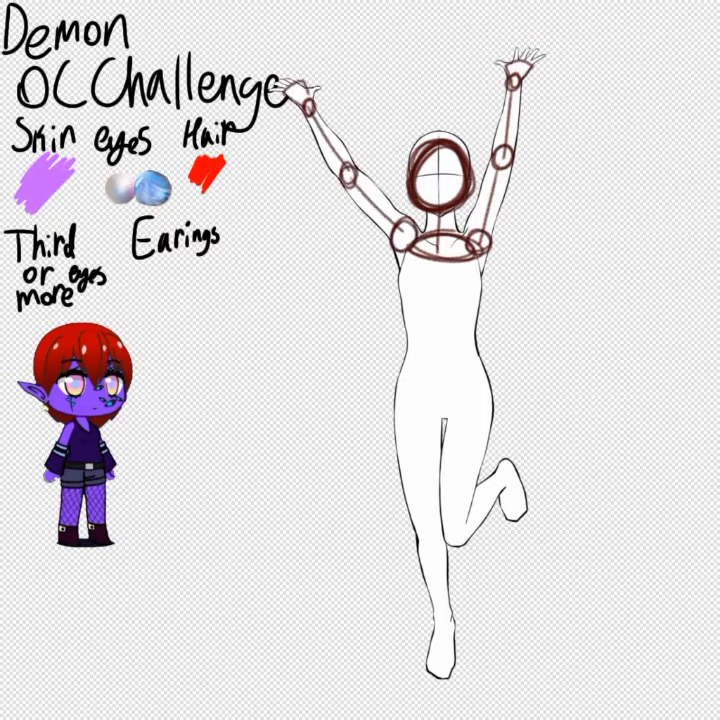 Demon
OC Challenge
Skin eyes Hair
Third Earings
or eyes
more